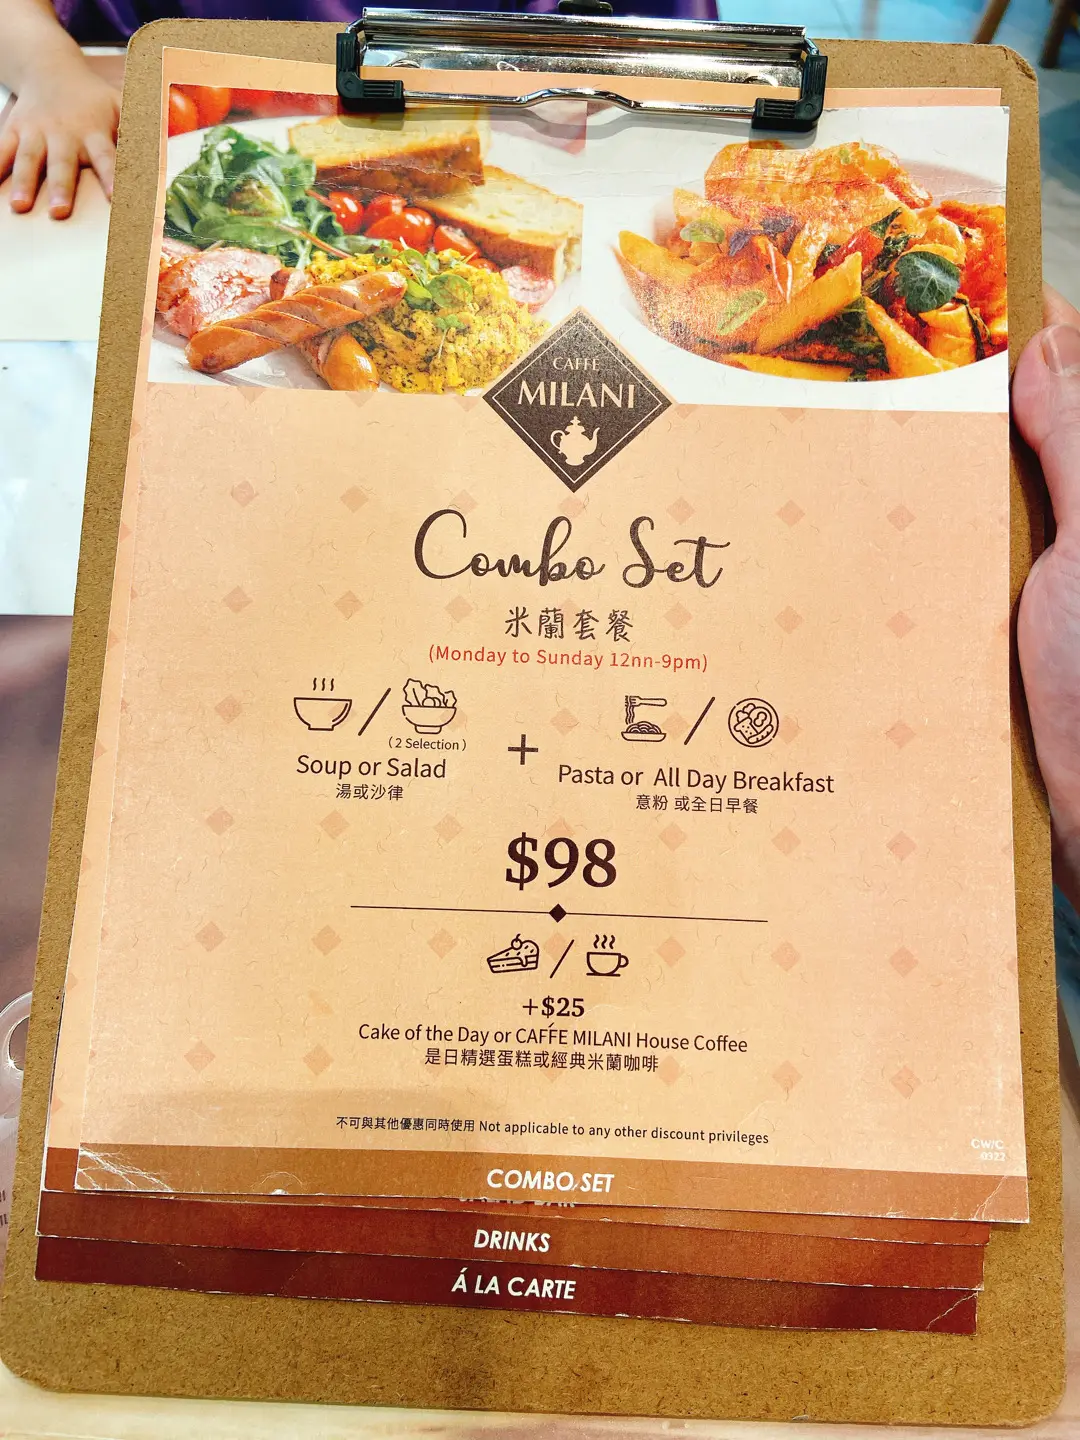 CAFFE
MILANI
Combo Set
米蘭套餐
(Monday to Sunday 12nn-9pm)
(2 Selection)
Soup or Salad
湯或沙律
+
Pasta or All Day Breakfast
意粉 或全日早餐
$98
+$25
Cake of the Day or CAFFE MILANI House Coffee
是日精選蛋糕或經典米蘭咖啡
不可與其他優惠同時使用 Not applicable to any other discount privileges
CW/C
0322
COMBO SET
DRINKS
Á LA CARTE